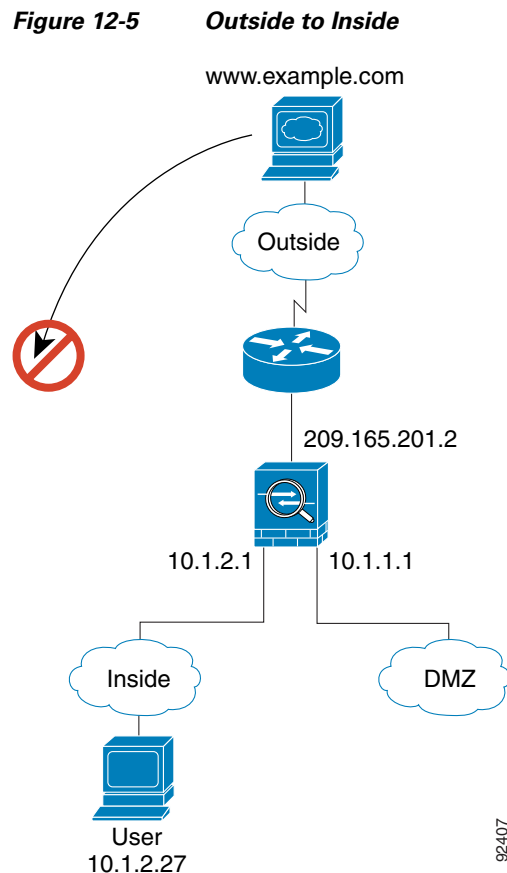 Figure 12-5 Outside to Inside
www.example.com
Outside
209.165.201.2
10.1.2.1 10.1.1.1
Inside DMZ
User
10.1.2.27
92407